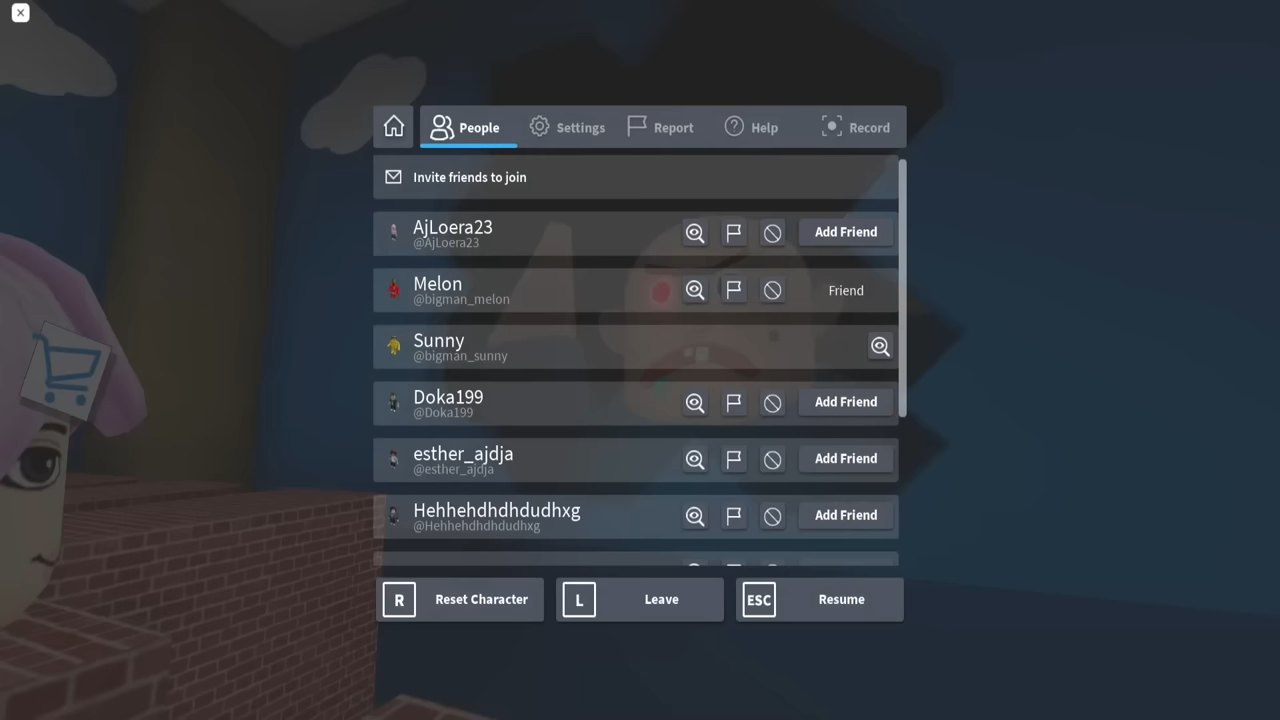 People
Settings
Report
Help
Record
Invite friends to join
AjLoera23
@AjLoera23
Add Friend
Melon
@bigman_melon
Friend
Sunny
@bigman_sunny
Doka199
@Doka199
Add Friend
esther_ajdja
@esther_ajdja
Add Friend
Hehhehdhdhdudhxg
@Hehhehdhdhdudhxg
Add Friend
R Reset Character
L Leave
ESC Resume